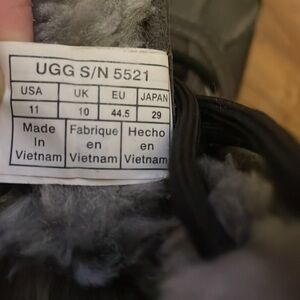 UGG S/N 5521
USA UK EU JAPAN
11 10 44.5 29
Made Fabrique Hecho
In en en
Vietnam Vietnam Vietnam